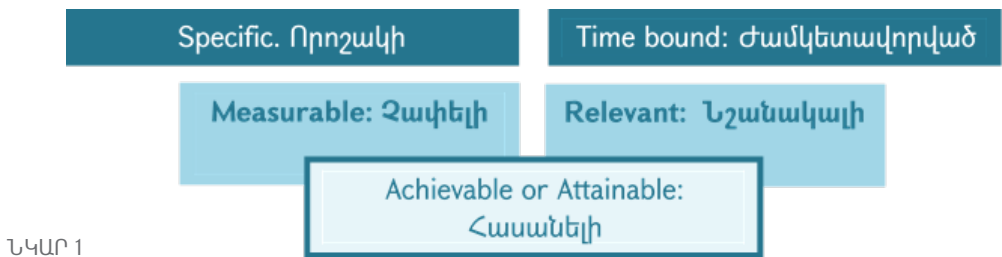 Specific. Որոշակի
Time bound: Ժամկետավորված
Measurable: Չափելի
Relevant: Նշանակալի
Achievable or Attainable:
Հասանելի
ՆԿԱՐ 1